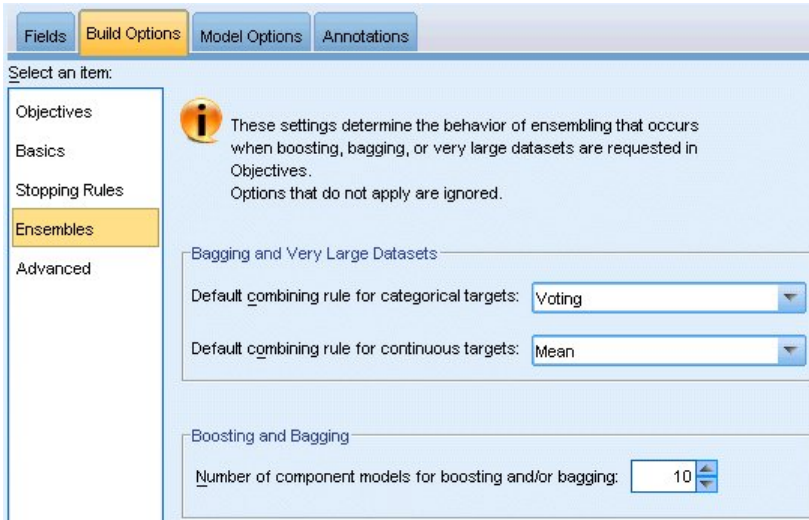 Fields
Build Options
Model Options
Annotations
Select an item:
Objectives
Basics
Stopping Rules
Ensembles
Advanced
These settings determine the behavior of ensembling that occurs
when boosting, bagging, or very large datasets are requested in
Objectives.
Options that do not apply are ignored.
Bagging and Very Large Datasets
Default combining rule for categorical targets: Voting
Default combining rule for continuous targets: Mean
Boosting and Bagging
Number of component models for boosting and/or bagging: 10